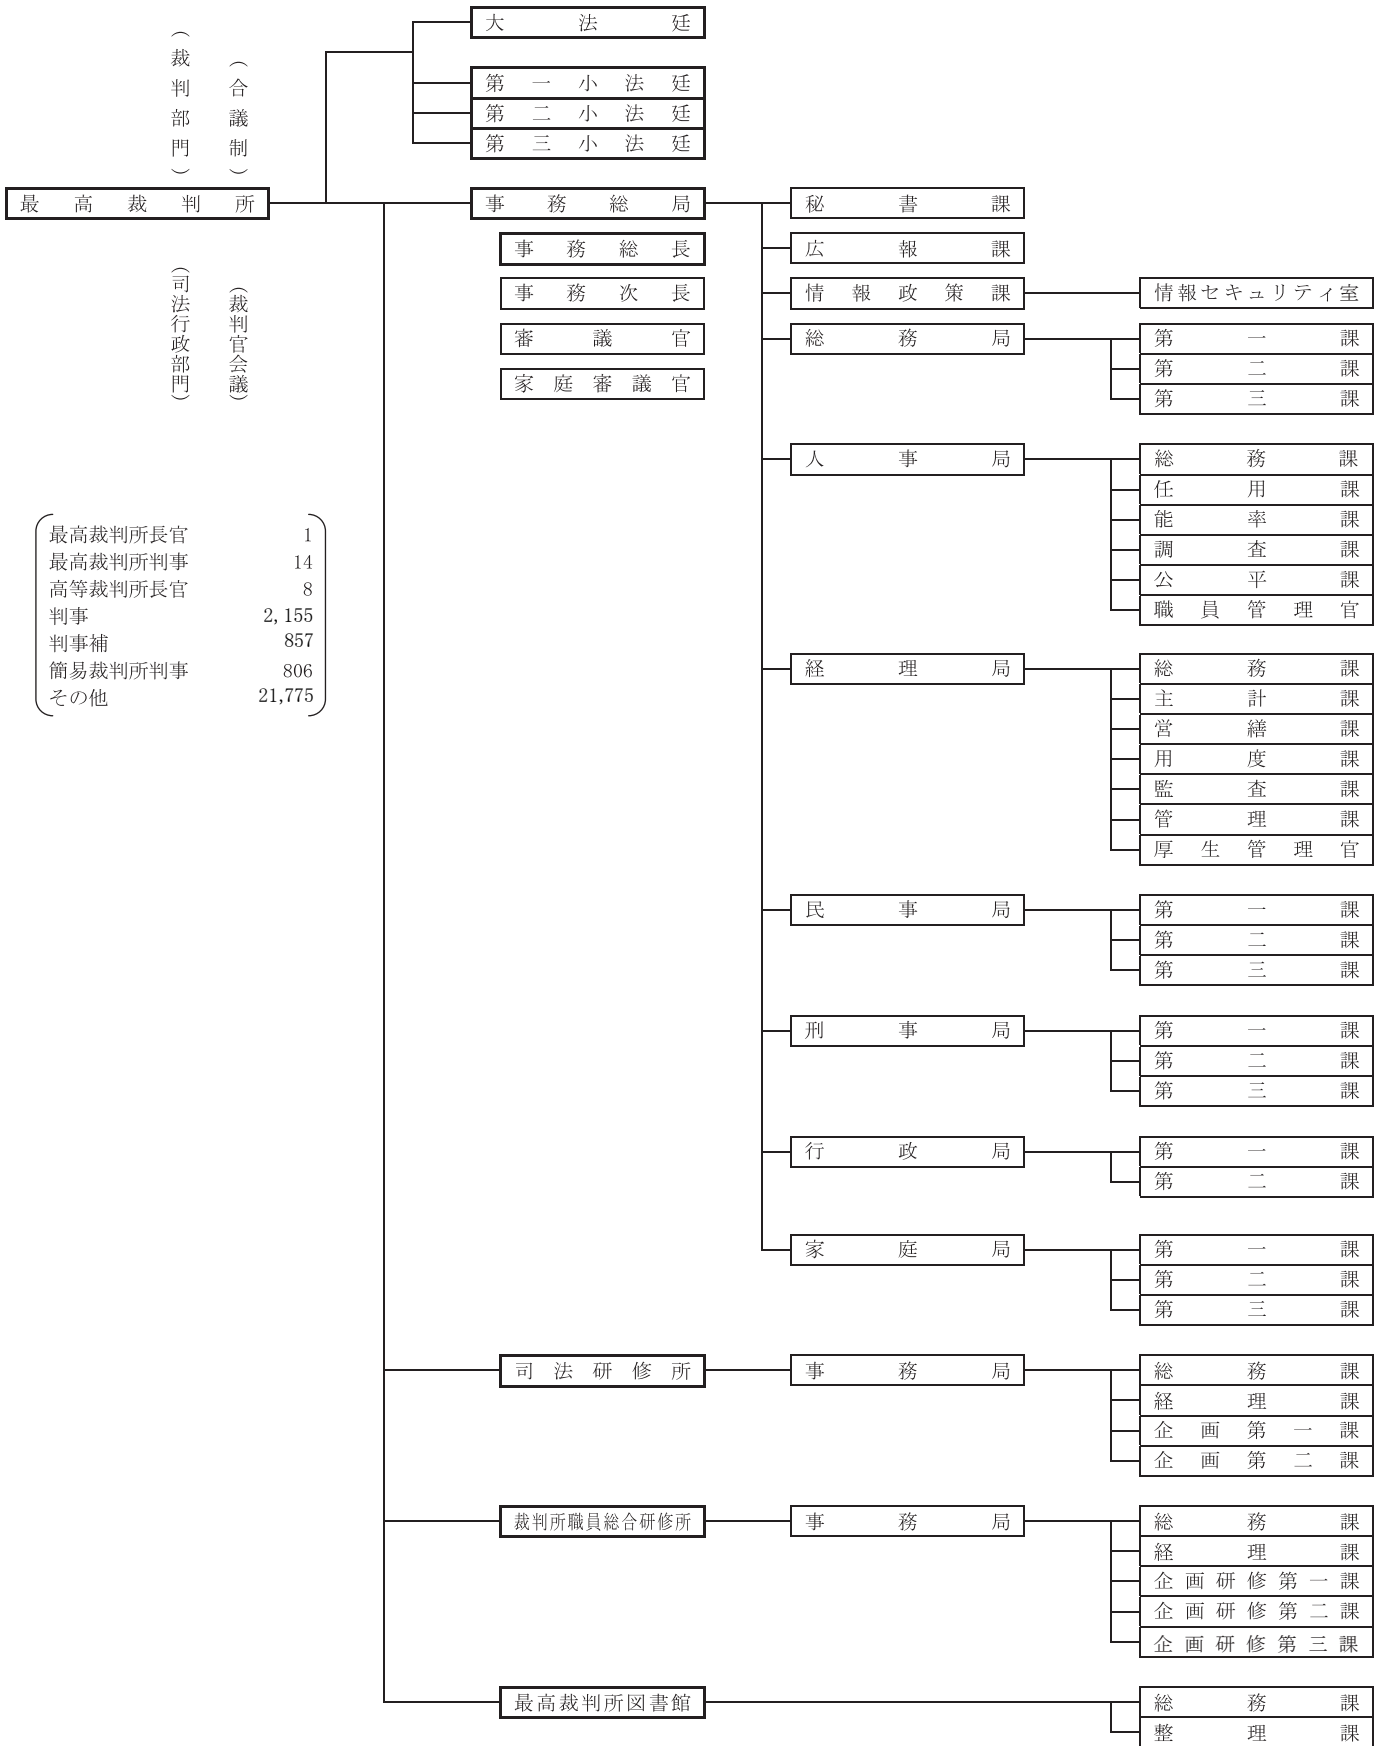 大法廷
第一小法廷
第二小法廷
第三小法廷
（裁判部門）
（合議制）
最高裁判所
（司法行政部門）
（裁判官会議）
最高裁判所長官 1
最高裁判所判事 14
高等裁判所長官 8
判事 2,155
判事補 857
簡易裁判所判事 806
その他 21,775
事務総局
事務総長
事務次長
審議官
家庭審議官
秘書課
広報課
情報政策課
情報セキュリティ室
総務局
第一課
第二課
第三課
人事局
総務課
任用課
能率課
調査課
公平課
職員管理官
経理局
総務課
主計課
営繕課
用度課
監査課
管理課
厚生管理官
民事局
第一課
第二課
第三課
刑事局
第一課
第二課
第三課
行政局
第一課
第二課
家庭局
第一課
第二課
第三課
司法研修所
事務局
総務課
経理課
企画第一課
企画第二課
裁判所職員総合研修所
事務局
総務課
経理課
企画研修第一課
企画研修第二課
企画研修第三課
最高裁判所図書館
総務課
整理課